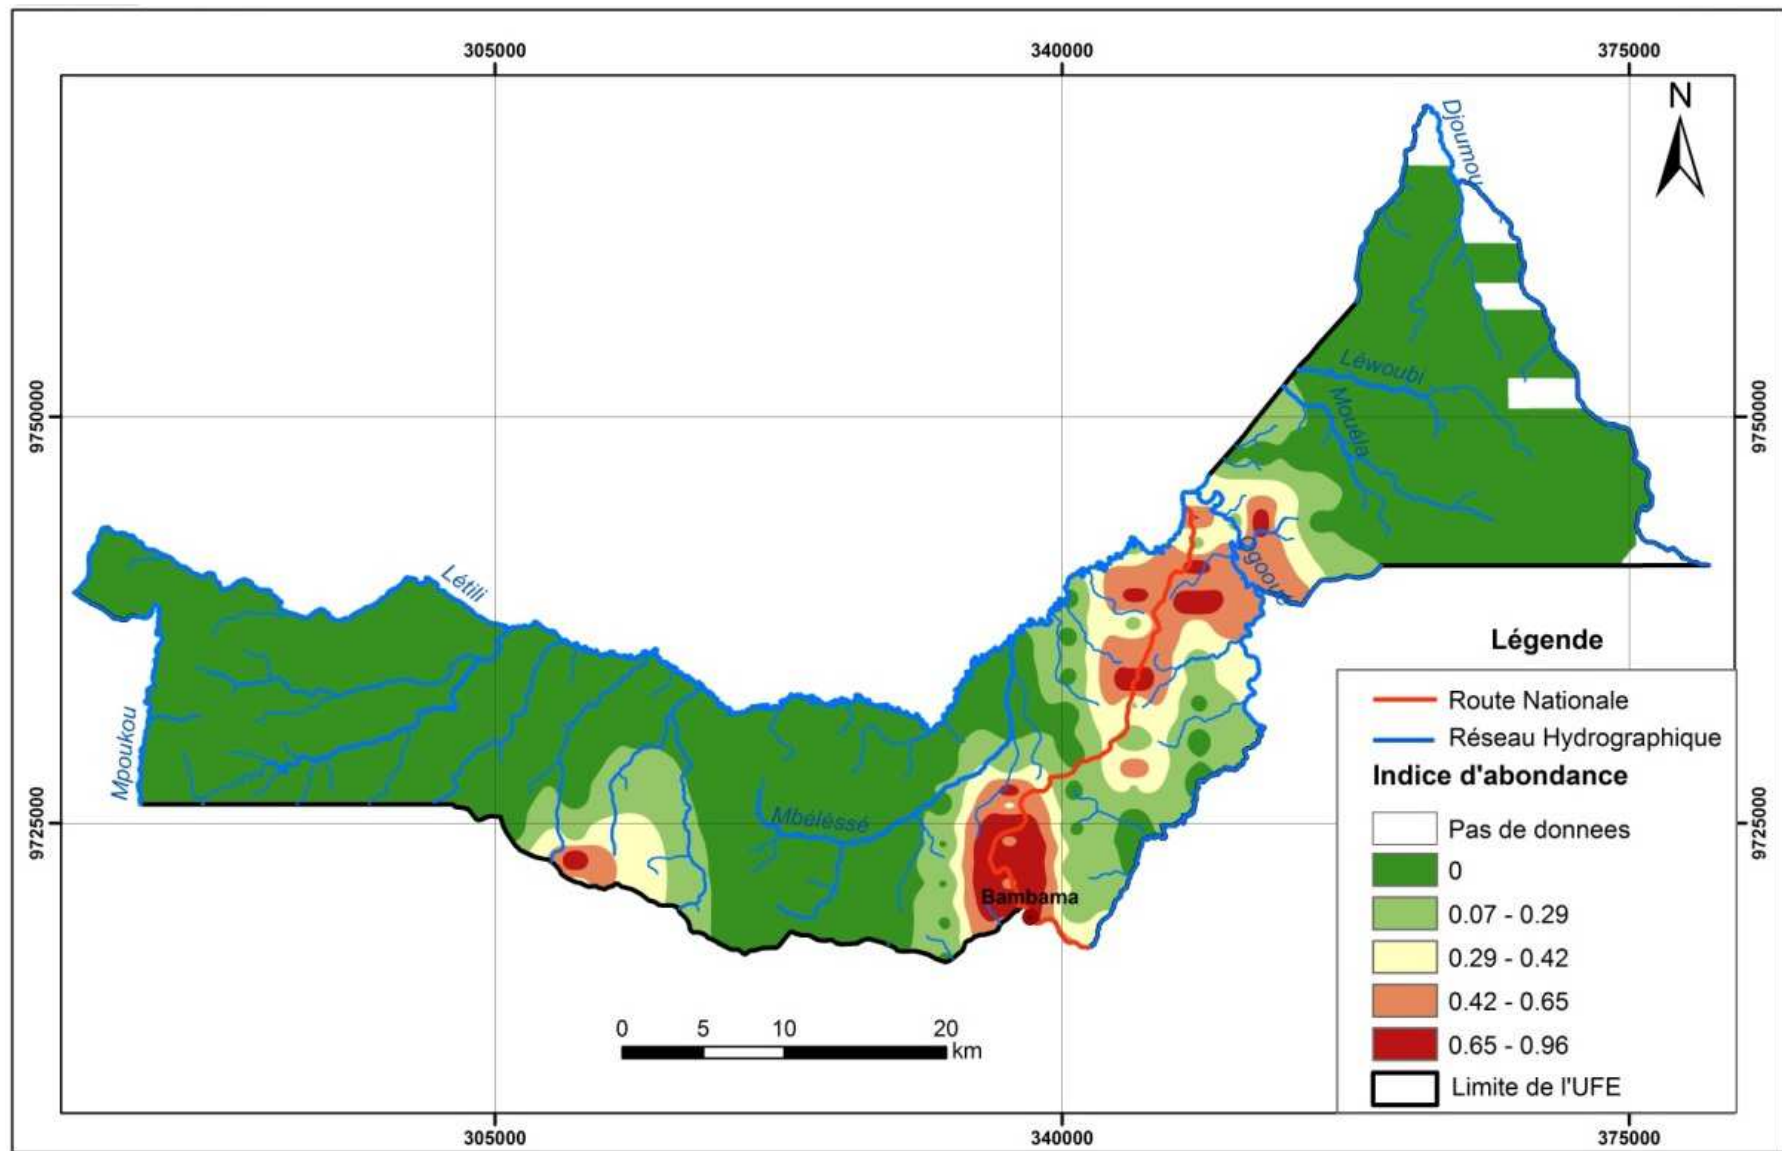 305000
340000
375000
N
Djoumou
9750000
9750000
Léwoubi
Mouéla
Ogooué
Létili
Mpoukou
Mbéléssé
Bambama
9725000
9725000
0 5 10 20
km
Légende
Route Nationale
Réseau Hydrographique
Indice d'abondance
Pas de donnees
0
0.07 - 0.29
0.29 - 0.42
0.42 - 0.65
0.65 - 0.96
Limite de l'UFE
305000
340000
375000